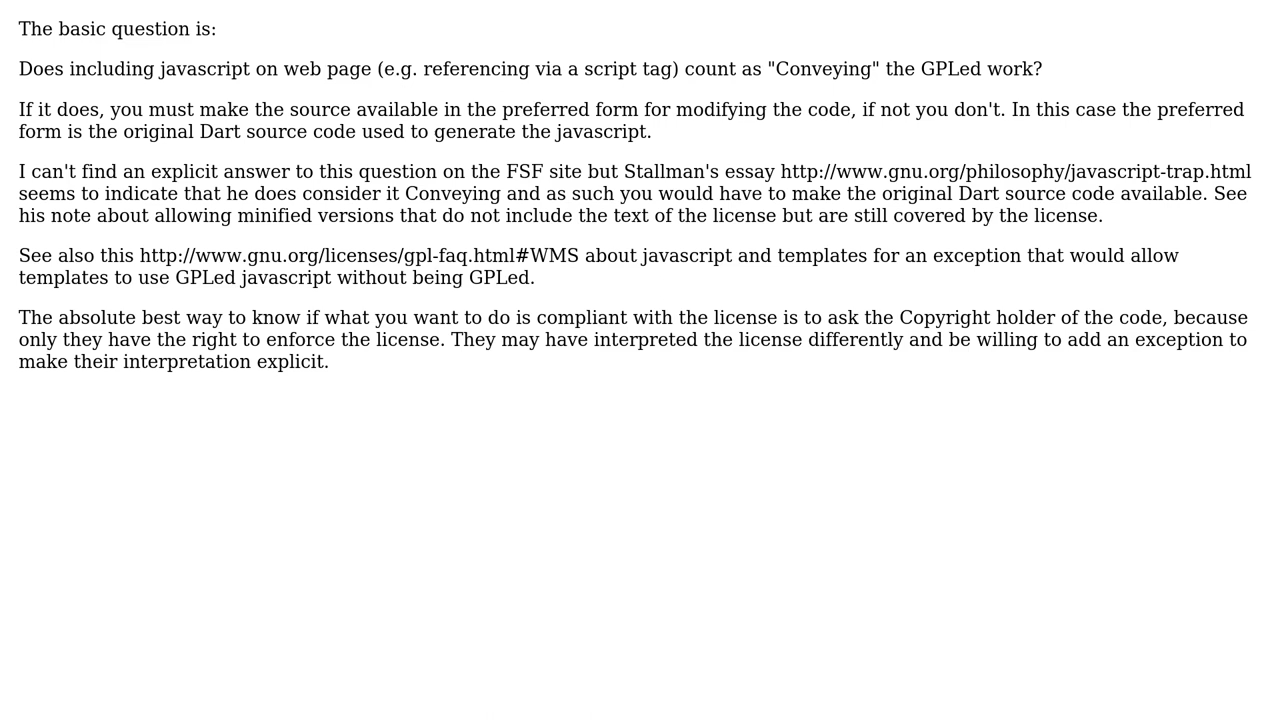 The basic question is:
Does including javascript on web page (e.g. referencing via a script tag) count as "Conveying" the GPLed work?
If it does, you must make the source available in the preferred form for modifying the code, if not you don't. In this case the preferred
form is the original Dart source code used to generate the javascript.
I can't find an explicit answer to this question on the FSF site but Stallman's essay http://www.gnu.org/philosophy/javascript-trap.html
seems to indicate that he does consider it Conveying and as such you would have to make the original Dart source code available. See
his note about allowing minified versions that do not include the text of the license but are still covered by the license.
See also this http://www.gnu.org/licenses/gpl-faq.html#WMS about javascript and templates for an exception that would allow
templates to use GPLed javascript without being GPLed.
The absolute best way to know if what you want to do is compliant with the license is to ask the Copyright holder of the code, because
only they have the right to enforce the license. They may have interpreted the license differently and be willing to add an exception to
make their interpretation explicit.